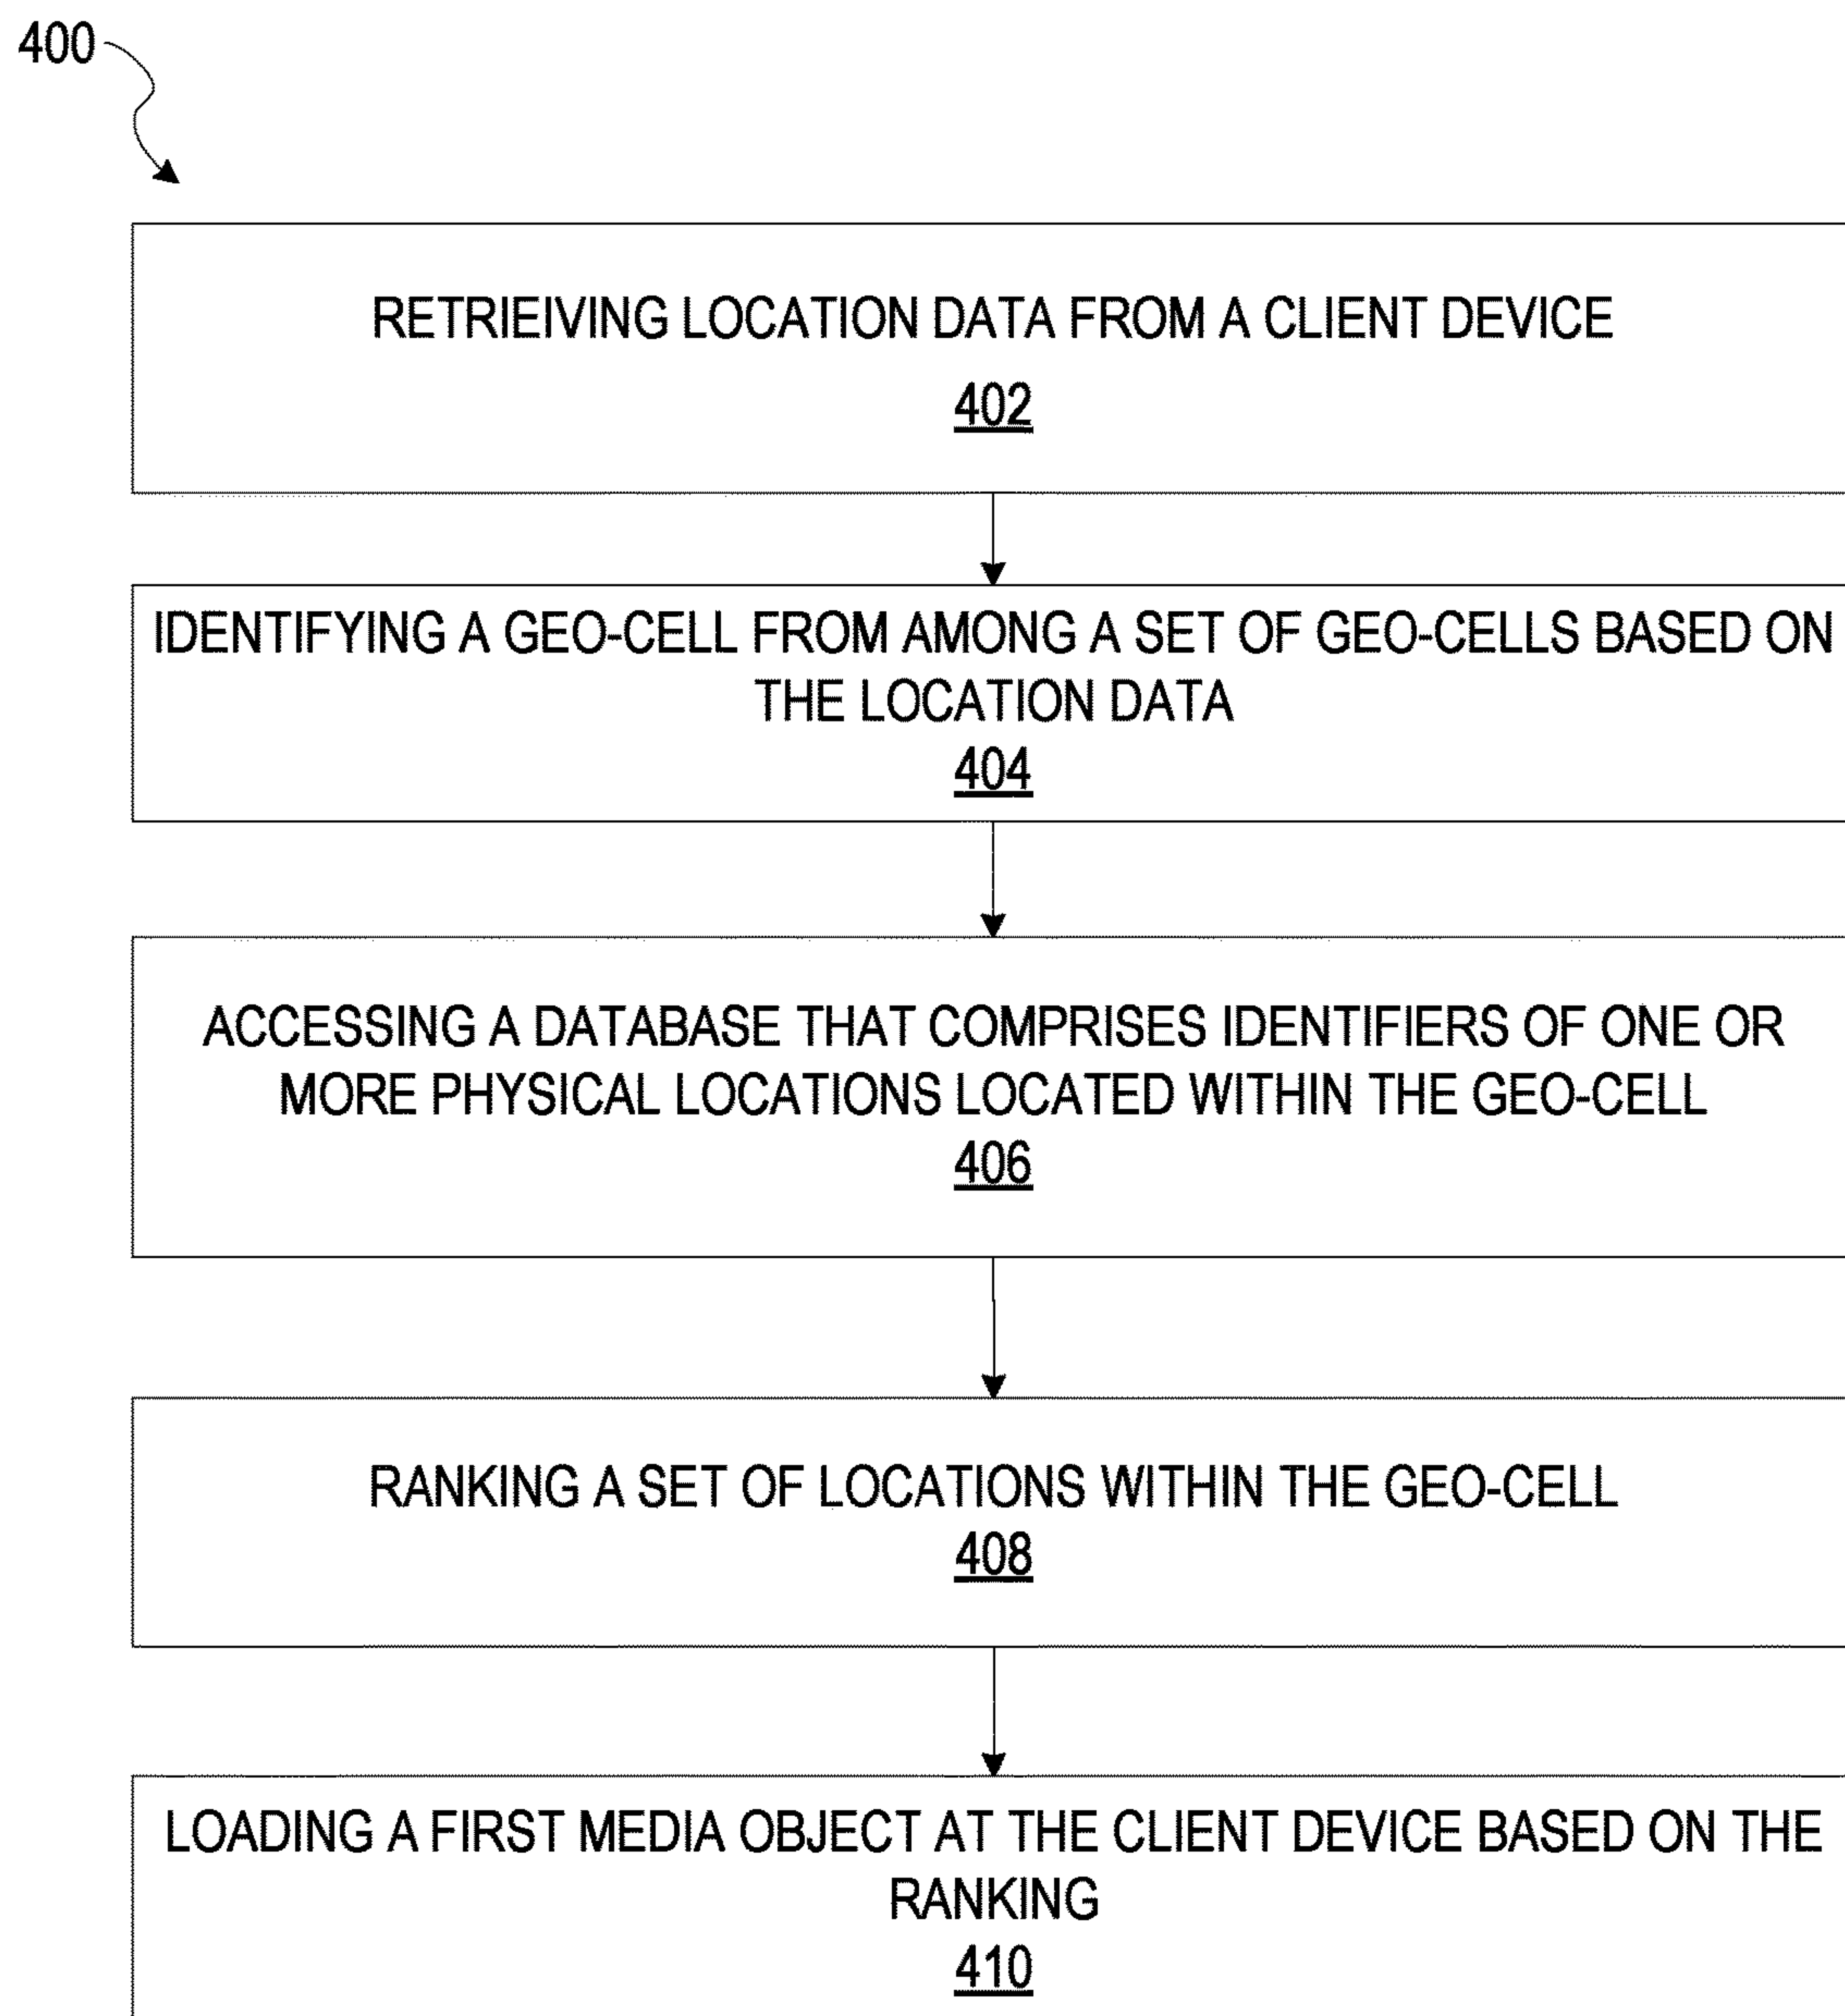 400
RETRIEIVING LOCATION DATA FROM A CLIENT DEVICE
402
IDENTIFYING A GEO-CELL FROM AMONG A SET OF GEO-CELLS BASED ON
THE LOCATION DATA
404
ACCESSING A DATABASE THAT COMPRISES IDENTIFIERS OF ONE OR
MORE PHYSICAL LOCATIONS LOCATED WITHIN THE GEO-CELL
406
RANKING A SET OF LOCATIONS WITHIN THE GEO-CELL
408
LOADING A FIRST MEDIA OBJECT AT THE CLIENT DEVICE BASED ON THE
RANKING
410